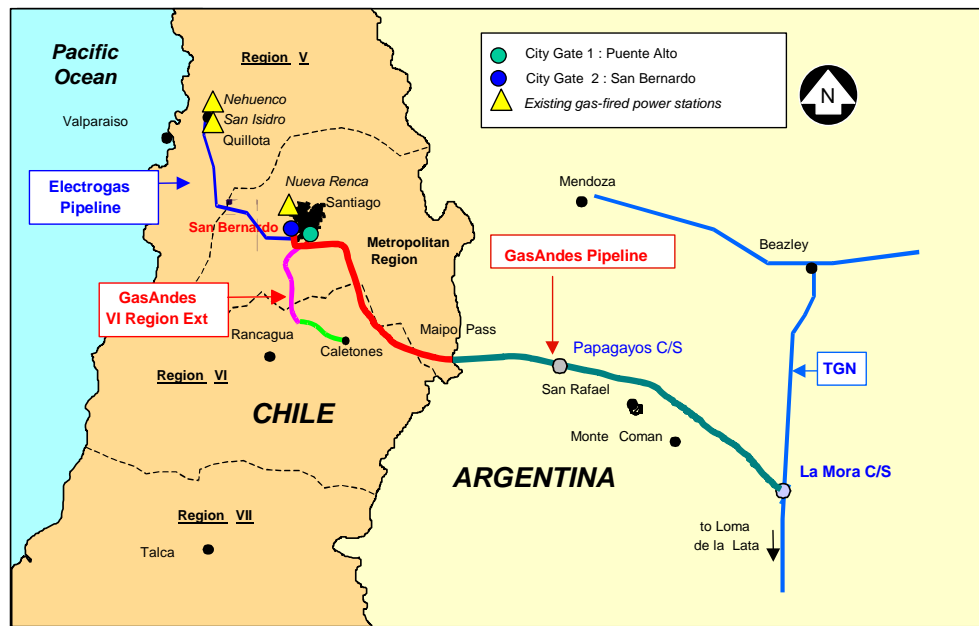 Pacific
Ocean
Region V
City Gate 1 : Puente Alto
City Gate 2 : San Bernardo
Existing gas-fired power stations
N
Nehuenco
San Isidro
Valparaiso
Quillota
Electrogas
Pipeline
Nueva Renca
Santiago
San Bernardo
Metropolitan
Region
Mendoza
Beazley
GasAndes Pipeline
GasAndes
VI Region Ext
Rancagua
Caletones
Maipo Pass
Papagayos C/S
San Rafael
TGN
Region VI
CHILE
Monte Coman
ARGENTINA
La Mora C/S
Region VII
Talca
to Loma
de la Lata